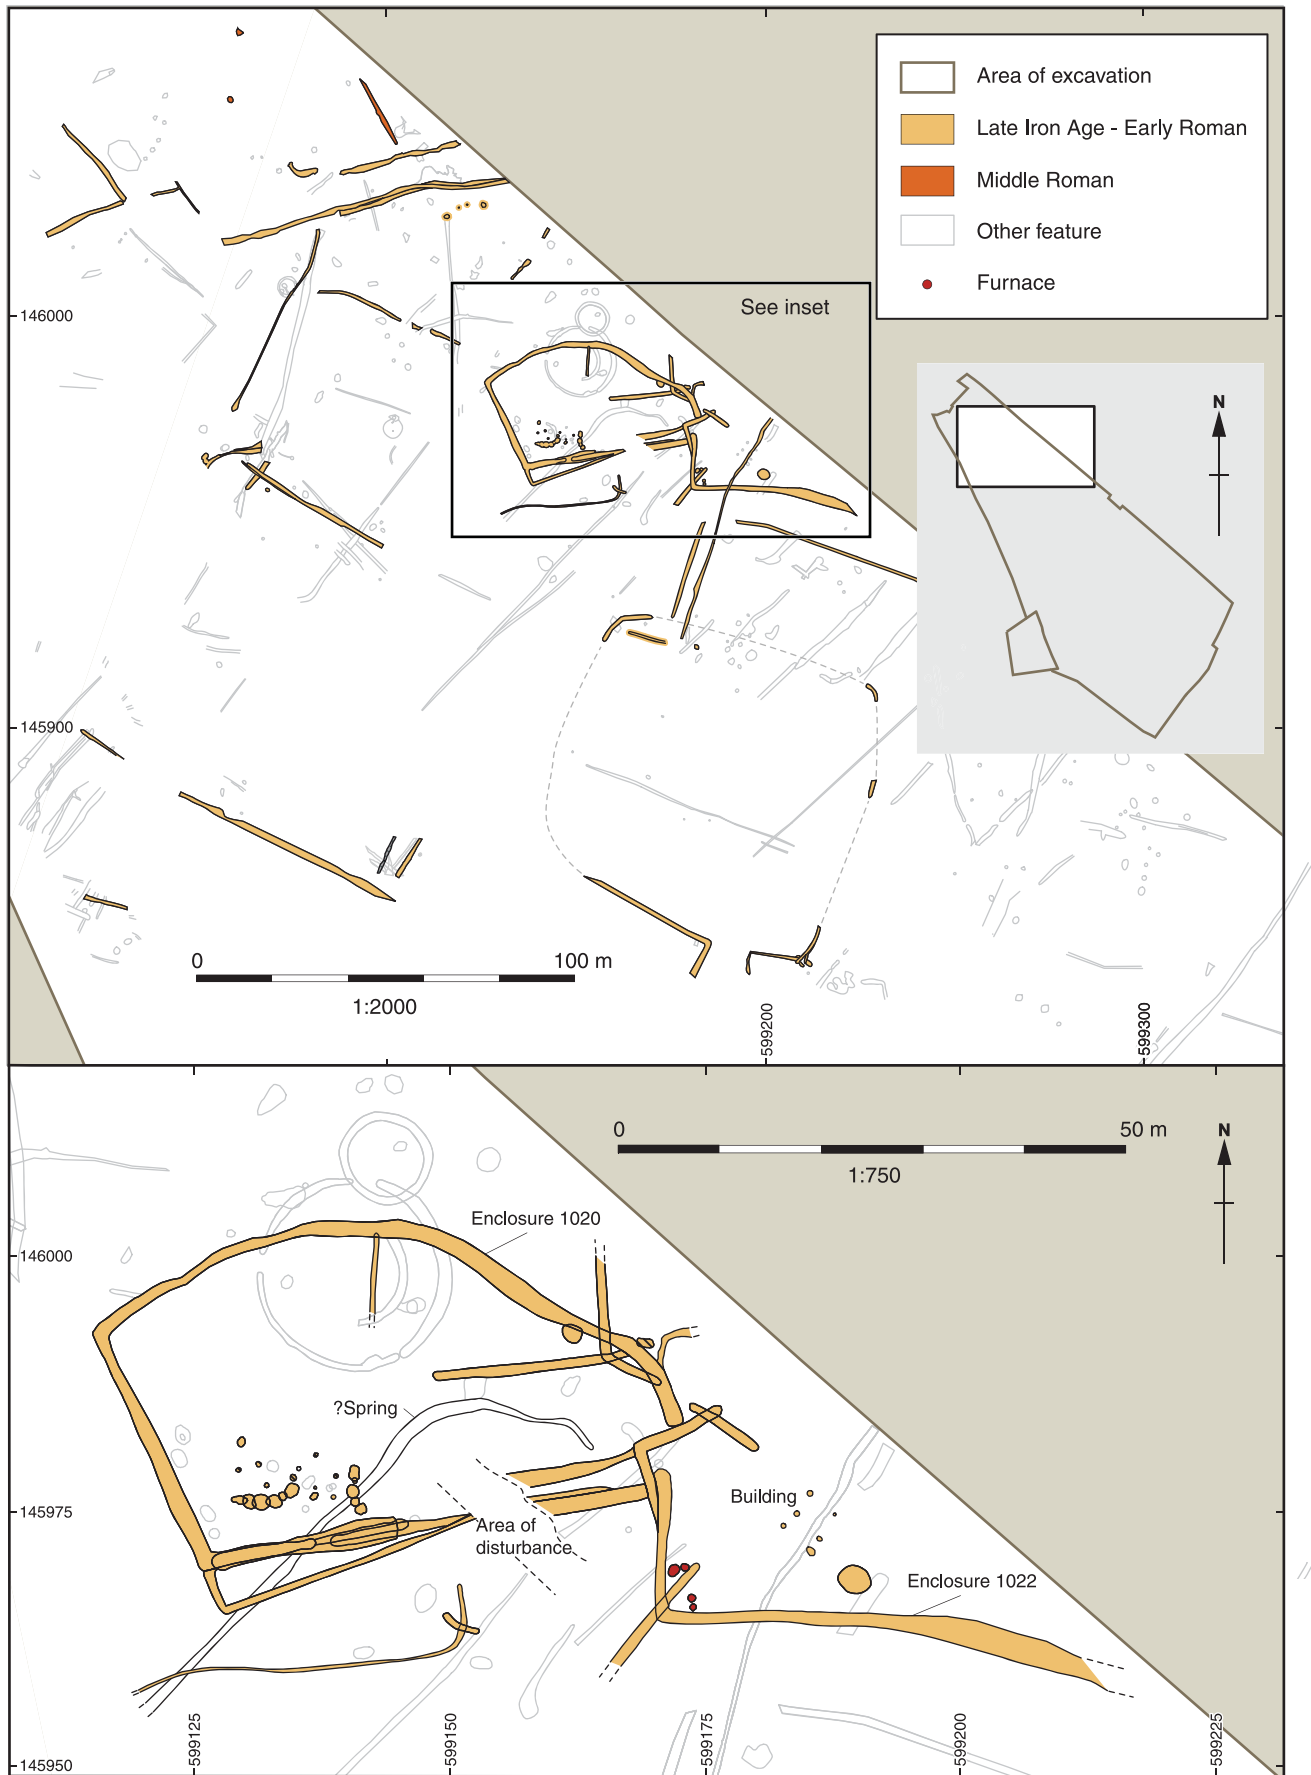 Area of excavation
Late Iron Age - Early Roman
Middle Roman
Other feature
Furnace
See inset
146000
N
145900
0 100 m
1:2000
599200
599300
0 50 m
1:750
N
Enclosure 1020
146000
?Spring
Building
145975
Area of
disturbance
Enclosure 1022
599125
599150
599175
599200
599225
145950